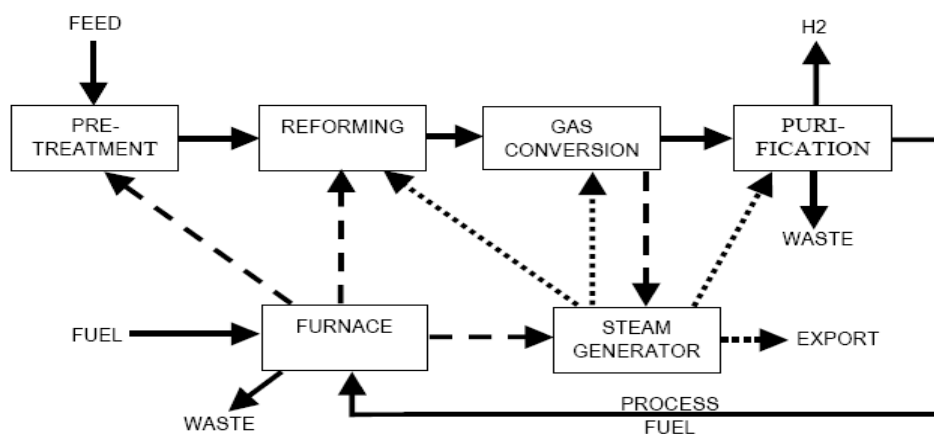 FEED
H2
PRE-
TREATMENT
REFORMING
GAS
CONVERSION
PURI-
FICATION
WASTE
FUEL
FURNACE
STEAM
GENERATOR
EXPORT
WASTE
PROCESS
FUEL